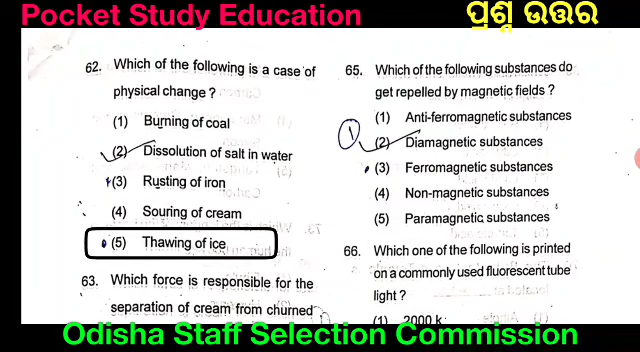 Pocket Study Education
ପ୍ରଶ୍ନ ଉତ୍ତର
62. Which of the following is a case of
physical change ?
(1) Burning of coal
(2) Dissolution of salt in water
(3) Rusting of iron
(4) Souring of cream
(5) Thawing of ice
63. Which force is responsible for the
separation of cream from churned
65. Which of the following substances do
get repelled by magnetic fields ?
(1) Anti-ferromagnetic substances
(2) Diamagnetic substances
(3) Ferromagnetic substances
(4) Non-magnetic substances
(5) Paramagnetic substances
66. Which one of the following is printed
on a commonly used fluorescent tube
light ?
(1) 2000 k
Odisha Staff Selection Commission